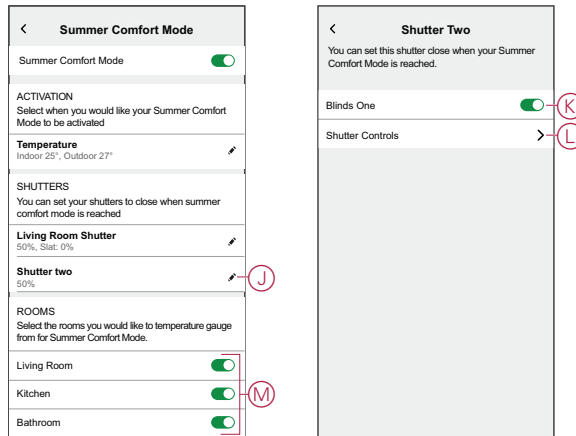 Summer Comfort Mode
Summer Comfort Mode
ACTIVATION
Select when you would like your Summer Comfort
Mode to be activated
Temperature
Indoor 25°, Outdoor 27°
SHUTTERS
You can set your shutters to close when summer
comfort mode is reached
Living Room Shutter
50%, Slat: 0%
Shutter two
50%
J
ROOMS
Select the rooms you would like to temperature gauge
from for Summer Comfort Mode.
Living Room
Kitchen
M
Bathroom
Shutter Two
You can set this shutter close when your Summer
Comfort Mode is reached.
Blinds One
K
Shutter Controls
L